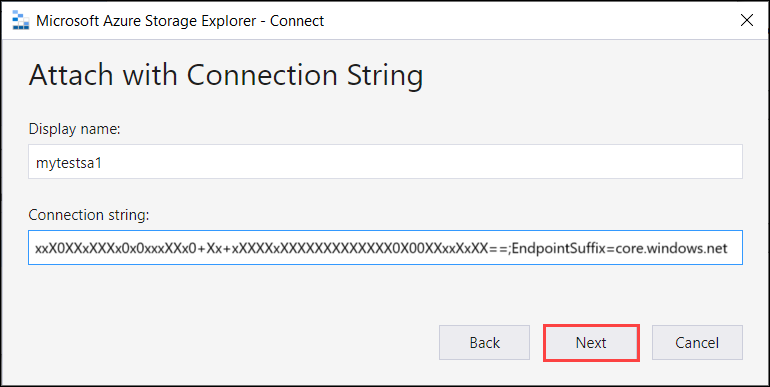 Microsoft Azure Storage Explorer - Connect
Attach with Connection String
Display name:
mytestsa1
Connection string:
xxX0XXxXXXx0x0xxxXXx0+Xx+xXXXXxXXXXXXXXXXXXX0X00XXxxXxXX==;EndpointSuffix=core.windows.net
Back
Next
Cancel